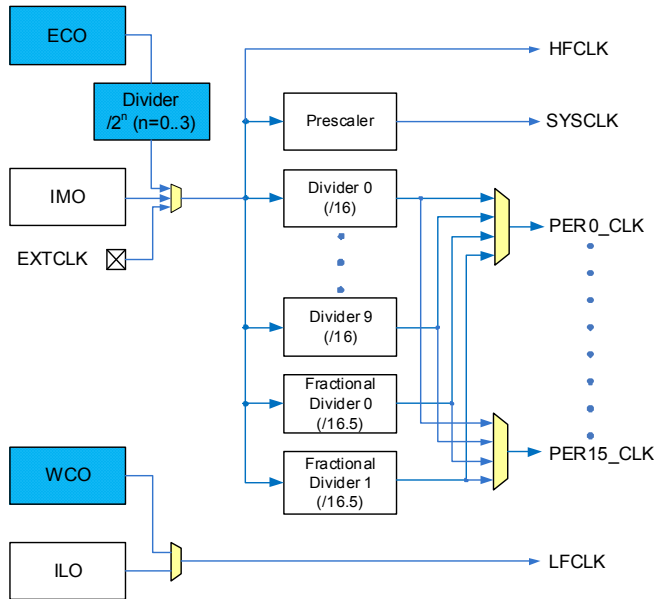 ECO
HFCLK
Divider
/2ⁿ (n=0..3)
Prescaler
SYSCLK
IMO
Divider 0
(/16)
PER0_CLK
EXTCLK
Divider 9
(/16)
Fractional
Divider 0
(/16.5)
PER15_CLK
WCO
Fractional
Divider 1
(/16.5)
ILO
LFCLK